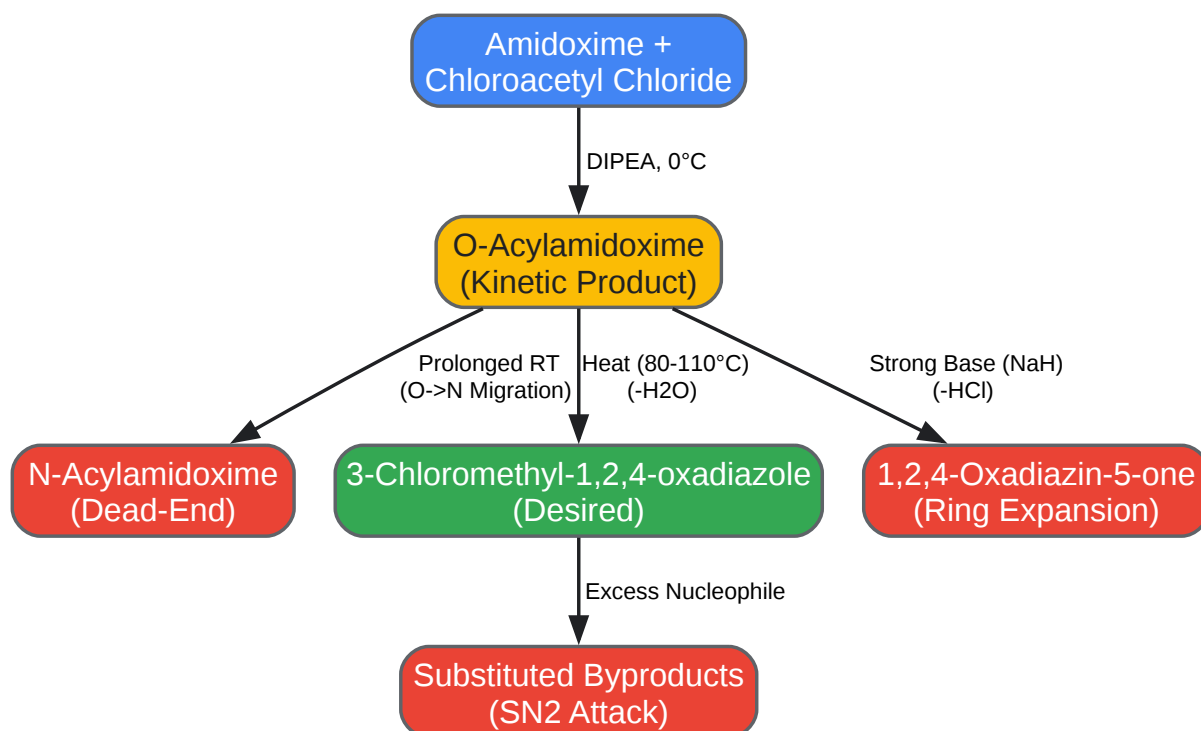 Amidoxime +
Chloroacetyl Chloride
DIPEA, 0°C
O-Acylamidoxime
(Kinetic Product)
Prolonged RT
(O->N Migration)
Heat (80-110°C)
(-H2O)
Strong Base (NaH)
(-HCl)
N-Acylamidoxime
(Dead-End)
3-Chloromethyl-1,2,4-oxadiazole
(Desired)
1,2,4-Oxadiazin-5-one
(Ring Expansion)
Excess Nucleophile
Substituted Byproducts
(SN2 Attack)